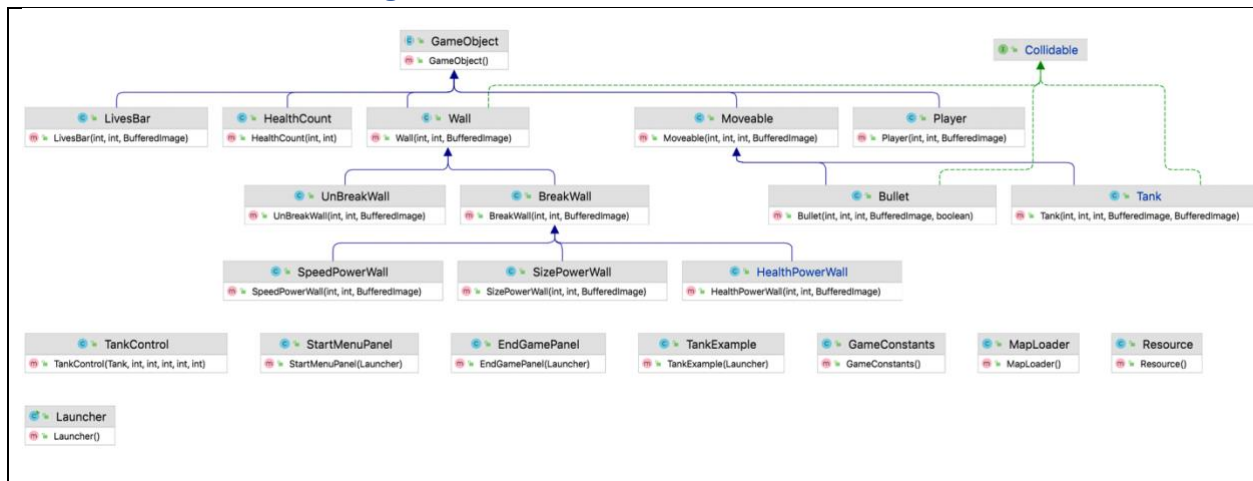 GameObject
GameObject()
Collidable
LivesBar
LivesBar(int, int, BufferedImage)
HealthCount
HealthCount(int, int)
Wall
Wall(int, int, BufferedImage)
Moveable
Moveable(int, int, int, BufferedImage)
Player
Player(int, int, BufferedImage)
UnBreakWall
UnBreakWall(int, int, BufferedImage)
BreakWall
BreakWall(int, int, BufferedImage)
Bullet
Bullet(int, int, int, BufferedImage, boolean)
Tank
Tank(int, int, int, BufferedImage, BufferedImage)
SpeedPowerWall
SpeedPowerWall(int, int, BufferedImage)
SizePowerWall
SizePowerWall(int, int, BufferedImage)
HealthPowerWall
HealthPowerWall(int, int, BufferedImage)
TankControl
TankControl(Tank, int, int, int, int, int)
StartMenuPanel
StartMenuPanel(Launcher)
EndGamePanel
EndGamePanel(Launcher)
TankExample
TankExample(Launcher)
GameConstants
GameConstants()
MapLoader
MapLoader()
Resource
Resource()
Launcher
Launcher()